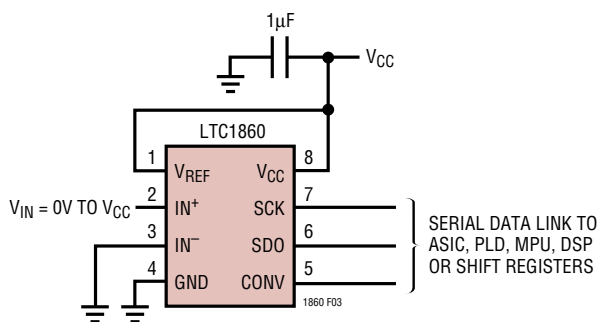 1µF
V_CC
LTC1860
1 V_REF V_CC 8
V_IN = 0V TO V_CC 2 IN⁺ SCK 7
3 IN⁻ SDO 6
4 GND CONV 5
SERIAL DATA LINK TO
ASIC, PLD, MPU, DSP
OR SHIFT REGISTERS
1860 F03